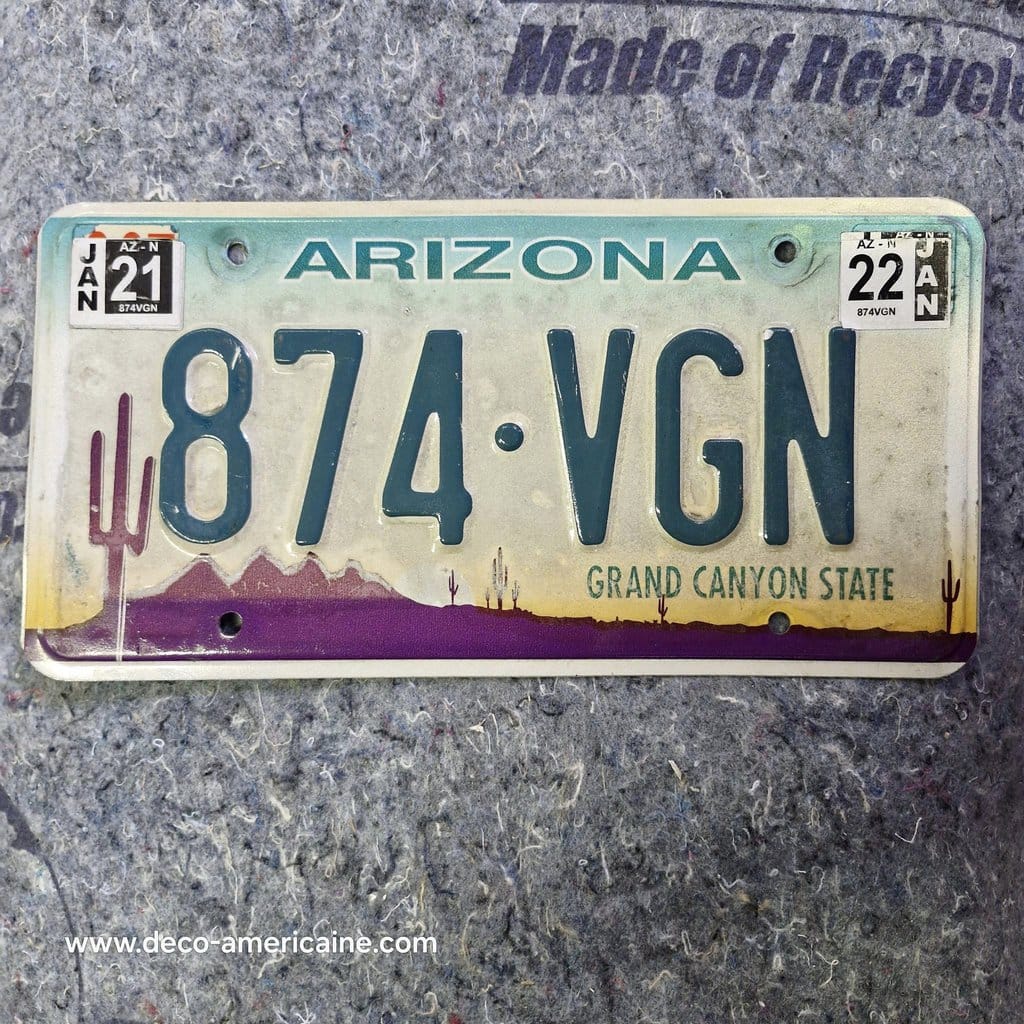 Made of Recycle
ARIZONA
JAN
AZ - N
21
874VGN
AZ - N
22
874VGN
JAN
874·VGN
GRAND CANYON STATE
www.deco-americaine.com